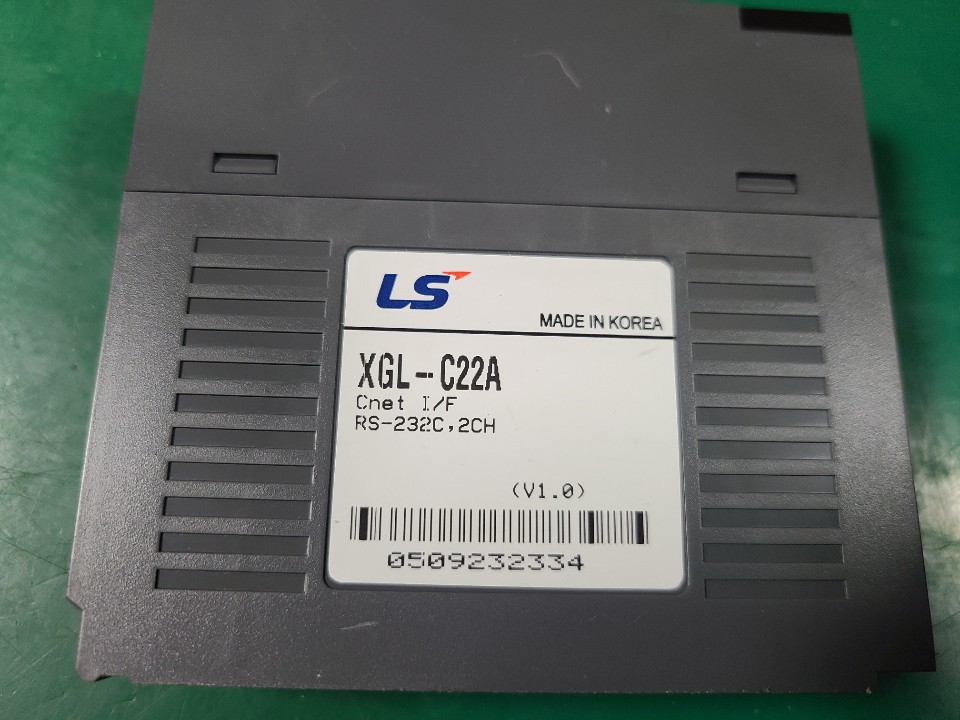 LS
MADE IN KOREA
XGL-C22A
Cnet I/F
RS-232C,2CH
(V1.0)
0509232334